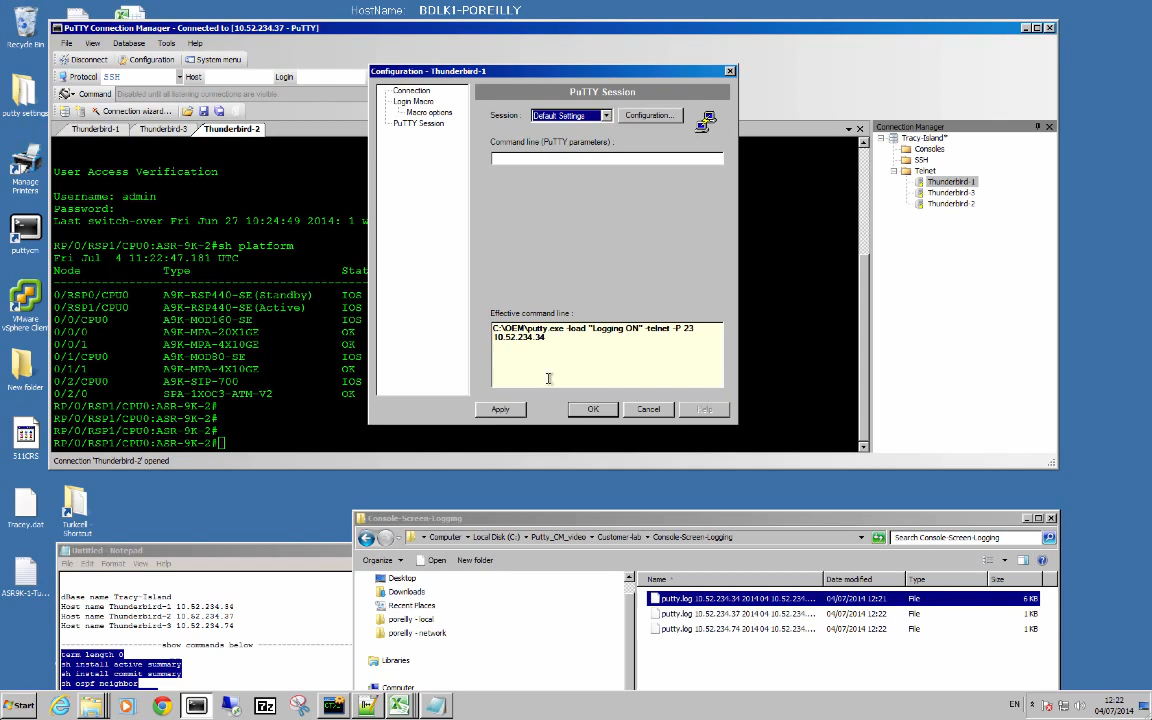 HostName: BDLK1-POREILLY
Recycle Bin
PuTTY Connection Manager - Connected to [10.52.234.37 - PuTTY]
File View Database Tools Help
Disconnect Configuration System menu
Protocol SSH Host Login
Command Disabled until all listening connections are visible
Connection wizard...
Thunderbird-1 Thunderbird-3 Thunderbird-2
User Access Verification
Username: admin
Password:
Last switch-over Fri Jun 27 10:24:49 2014: 1 w
RP/0/RSP1/CPU0:ASR-9K-2#sh platform
Fri Jul 4 11:22:47.181 UTC
Node Type Stat
0/RSP0/CPU0 A9K-RSP440-SE(Standby) IOS
0/RSP1/CPU0 A9K-RSP440-SE(Active) IOS
0/0/CPU0 A9K-MOD160-SE IOS
0/0/0 A9K-MPA-20X1GE OK
0/0/1 A9K-MPA-4X10GE OK
0/1/CPU0 A9K-MOD80-SE IOS
0/1/1 A9K-MPA-4X10GE OK
0/2/CPU0 A9K-SIP-700 IOS
0/2/0 SPA-1XOC3-ATM-V2 OK
RP/0/RSP1/CPU0:ASR-9K-2#
RP/0/RSP1/CPU0:ASR-9K-2#
RP/0/RSP1/CPU0:ASR-9K-2#
RP/0/RSP1/CPU0:ASR-9K-2#
Connection 'Thunderbird-2' opened
Configuration - Thunderbird-1
Connection
Login Macro
Macro options
PuTTY Session
PuTTY Session
Session : Default Settings Configuration...
Command line (PuTTY parameters) :
Effective command line :
C:\OEM\putty.exe -load "Logging ON" -telnet -P 23
10.52.234.34
Apply OK Cancel Help
Connection Manager
Tracy-Island*
Consoles
SSH
Telnet
Thunderbird-1
Thunderbird-3
Thunderbird-2
putty settings
Manage
Printers
puttycm
VMware
vSphere Client
New folder
511CRS
Tracey.dat
Turkcell -
Shortcut
ASR9K-1-Tu...
Untitled - Notepad
File Edit Format View Help
dBase name Tracy-Island
Host name Thunderbird-1 10.52.234.34
Host name Thunderbird-2 10.52.234.37
Host name Thunderbird-3 10.52.234.74
show commands below
term length 0
sh install active summary
sh install commit summary
sh ospf neighbor
Console-Screen-Logging
Computer Local Disk (C:) Putty_CM_video Customer-lab Console-Screen-Logging
Search Console-Screen-Logging
Organize Open New folder
Desktop
Downloads
Recent Places
poreilly - local
poreilly - network
Libraries
Computer
Name Date modified Type Size
putty.log 10.52.234.34 2014 04 10.52.234.... 04/07/2014 12:21 File 6 KB
putty.log 10.52.234.37 2014 04 10.52.234.... 04/07/2014 12:22 File 1 KB
putty.log 10.52.234.74 2014 04 10.52.234.... 04/07/2014 12:22 File 1 KB
Start
EN
12:22
04/07/2014